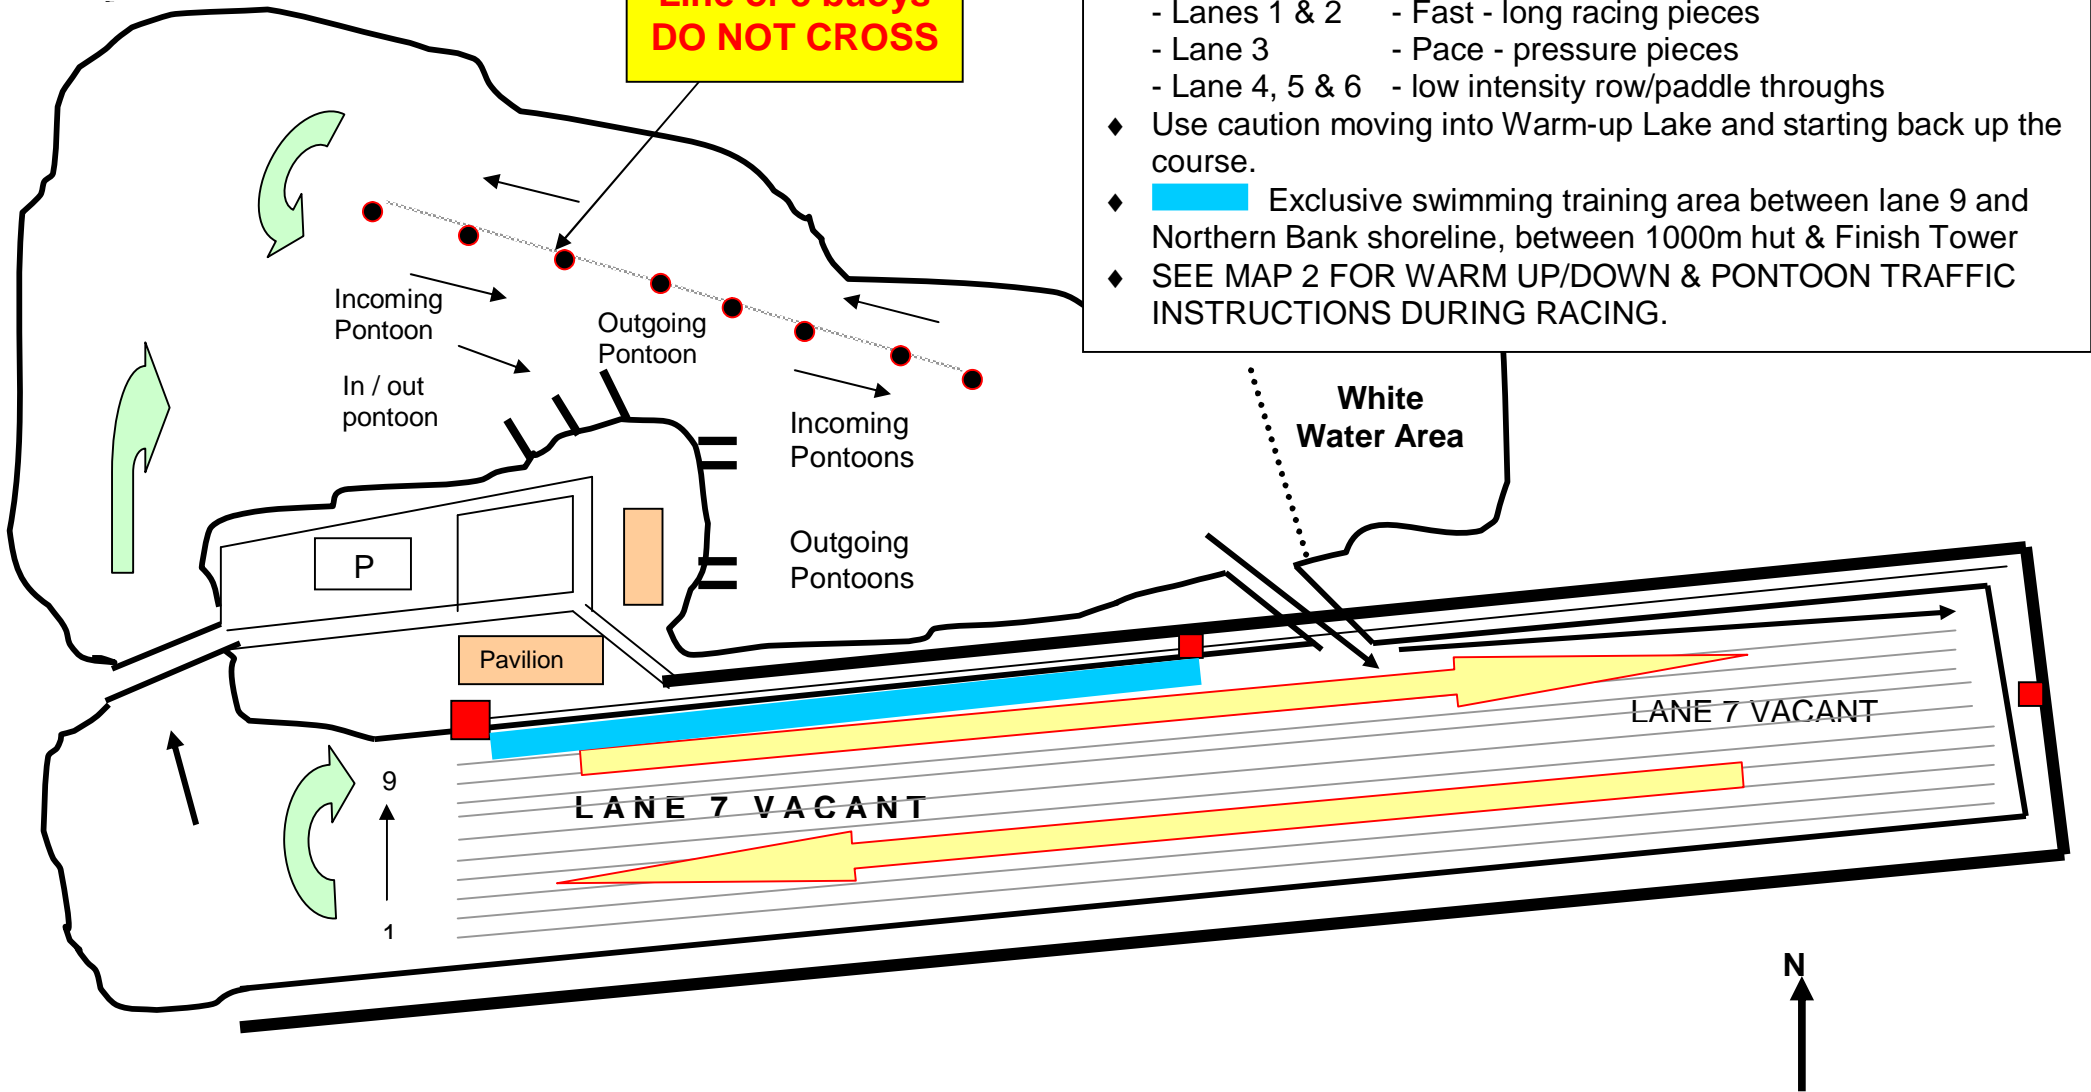 Line of 8 buoys
DO NOT CROSS
- Lanes 1 & 2 - Fast - long racing pieces
- Lane 3 - Pace - pressure pieces
- Lane 4, 5 & 6 - low intensity row/paddle throughs
♦ Use caution moving into Warm-up Lake and starting back up the
course.
♦ Exclusive swimming training area between lane 9 and
Northern Bank shoreline, between 1000m hut & Finish Tower
♦ SEE MAP 2 FOR WARM UP/DOWN & PONTOON TRAFFIC
INSTRUCTIONS DURING RACING.
Incoming
Pontoon
Outgoing
Pontoon
In / out
pontoon
Incoming
Pontoons
White
Water Area
Outgoing
Pontoons
P
Pavilion
LANE 7 VACANT
9
LANE 7 VACANT
1
N